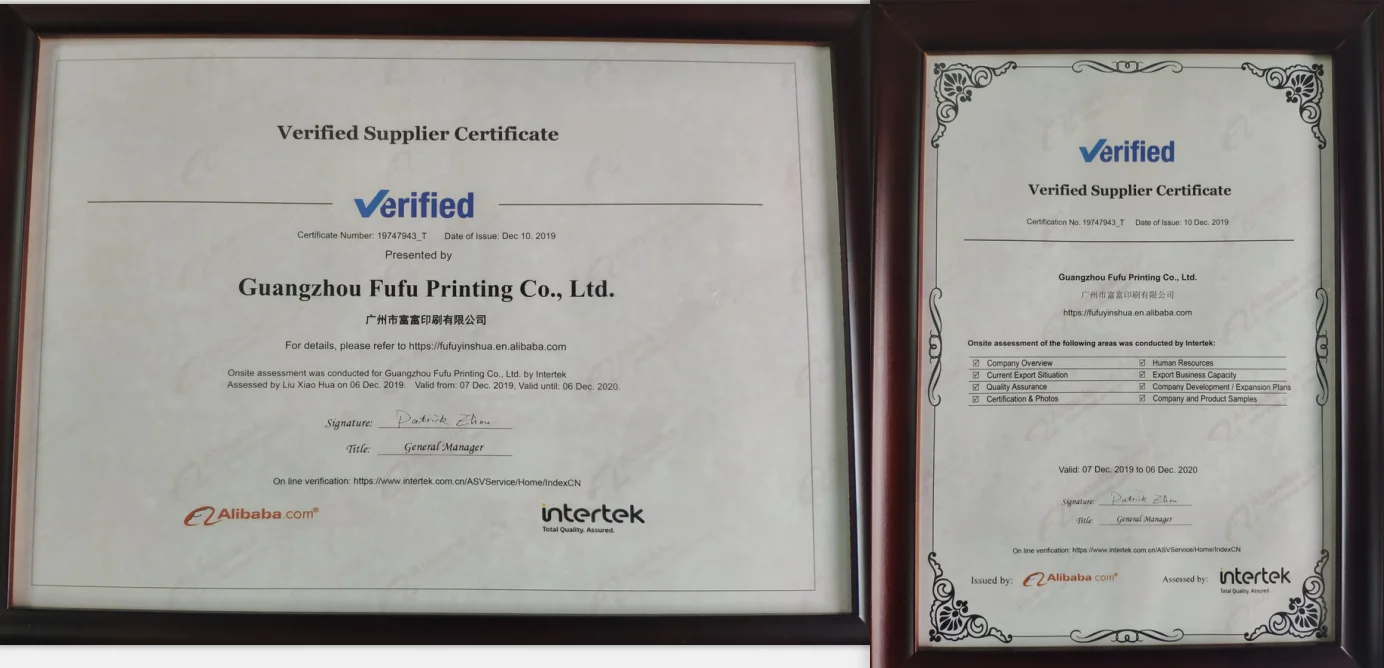 Verified Supplier Certificate
Verified
Certificate Number: 19747943_T Date of Issue: Dec 10. 2019
Presented by
Guangzhou Fufu Printing Co., Ltd.
广州市富富印刷有限公司
For details, please refer to https://fufuyinshua.en.alibaba.com
Onsite assessment was conducted for Guangzhou Fufu Printing Co., Ltd. by Intertek
Assessed by Liu Xiao Hua on 06 Dec. 2019. Valid from: 07 Dec. 2019, Valid until: 06 Dec. 2020.
Signature: Patrick Zhou
Title: General Manager
On line verification: https://www.intertek.com.cn/ASVService/Home/IndexCN
Alibaba.com® intertek
Total Quality. Assured.
Verified
Verified Supplier Certificate
Certification No. 19747943_T Date of Issue: 10 Dec. 2019
Guangzhou Fufu Printing Co., Ltd.
广州市富富印刷有限公司
https://fufuyinshua.en.alibaba.com
Onsite assessment of the following areas was conducted by Intertek:
☑ Company Overview ☑ Human Resources
☑ Current Export Sitiuation ☑ Export Business Capacity
☑ Quality Assurance ☑ Company Development / Expansion Plans
☑ Certification & Photos ☑ Company and Product Samples
Valid: 07 Dec. 2019 to 06 Dec. 2020
Signature: Patrick Zhou
Title: General Manager
On line verification: https://www.intertek.com.cn/ASVService/Home/IndexCN
Issued by: Alibaba.com® Assessed by: intertek
Total Quality. Assured.